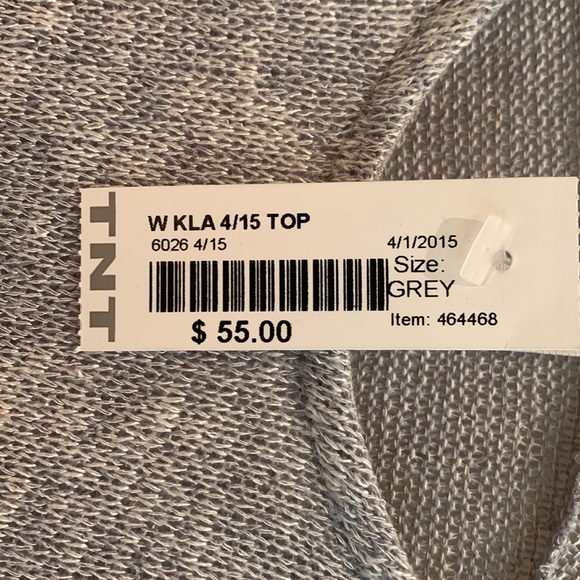 TNT
W KLA 4/15 TOP
6026 4/15
4/1/2015
Size:
GREY
$ 55.00
Item: 464468